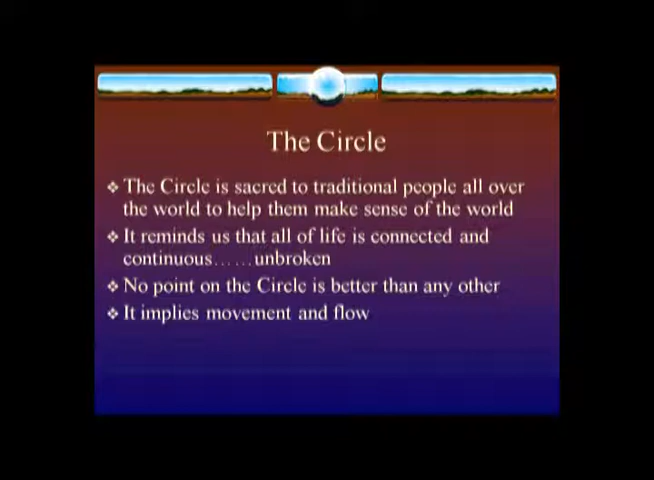 The Circle
❖ The Circle is sacred to traditional people all over
the world to help them make sense of the world
❖ It reminds us that all of life is connected and
continuous……unbroken
❖ No point on the Circle is better than any other
❖ It implies movement and flow